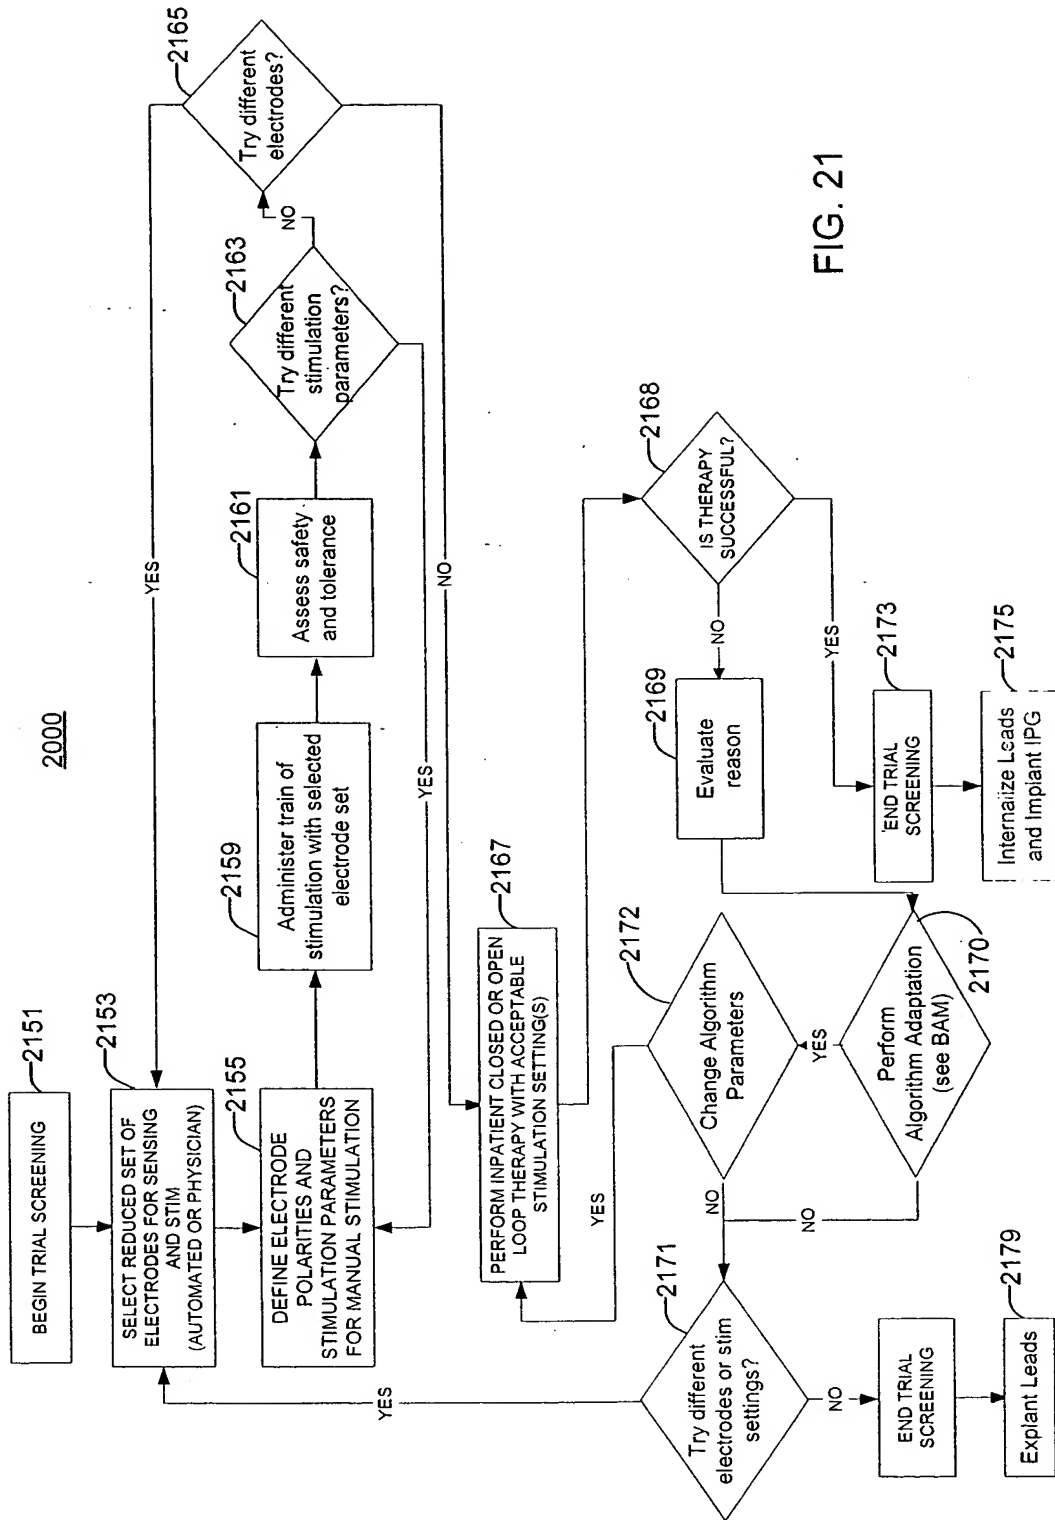 2000
2151
BEGIN TRIAL SCREENING
2153
SELECT REDUCED SET OF
ELECTRODES FOR SENSING
AND STIM
(AUTOMATED OR PHYSICIAN)
2155
DEFINE ELECTRODE
POLARITIES AND
STIMULATION PARAMETERS
FOR MANUAL STIMULATION
2159
Administer train of
stimulation with selected
electrode set
2161
Assess safety
and tolerance
2163
Try different
stimulation
parameters?
NO
2165
Try different
electrodes?
YES
YES
NO
2167
PERFORM INPATIENT CLOSED OR OPEN
LOOP THERAPY WITH ACCEPTABLE
STIMULATION SETTING(S)
2168
IS THERAPY
SUCCESSFUL?
NO
YES
2169
Evaluate
reason
2170
Perform
Algorithm Adaptation
(see BAM)
YES
NO
2172
Change Algorithm
Parameters
YES
NO
2171
Try different
electrodes or stim
settings?
YES
NO
END TRIAL
SCREENING
2179
Explant Leads
2173
END TRIAL
SCREENING
2175
Internalize Leads
and Implant IPG
FIG. 21